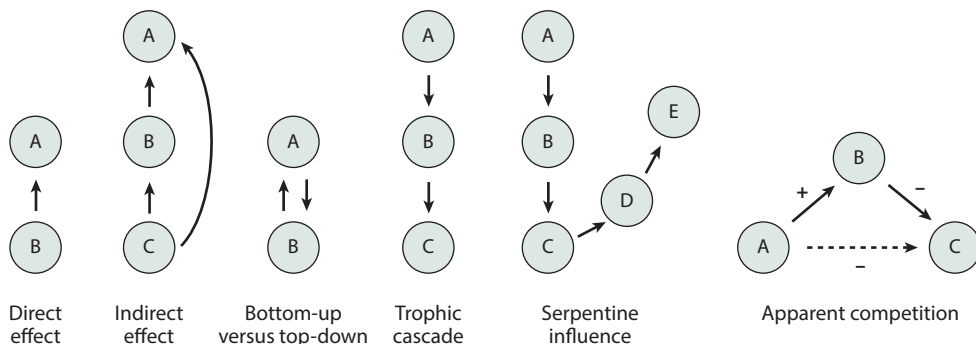 A
B
Direct
effect
A
B
C
Indirect
effect
A
B
Bottom-up
versus top-down
A
B
C
Trophic
cascade
A
B
C
D
E
Serpentine
influence
B
+
–
A
C
–
Apparent competition